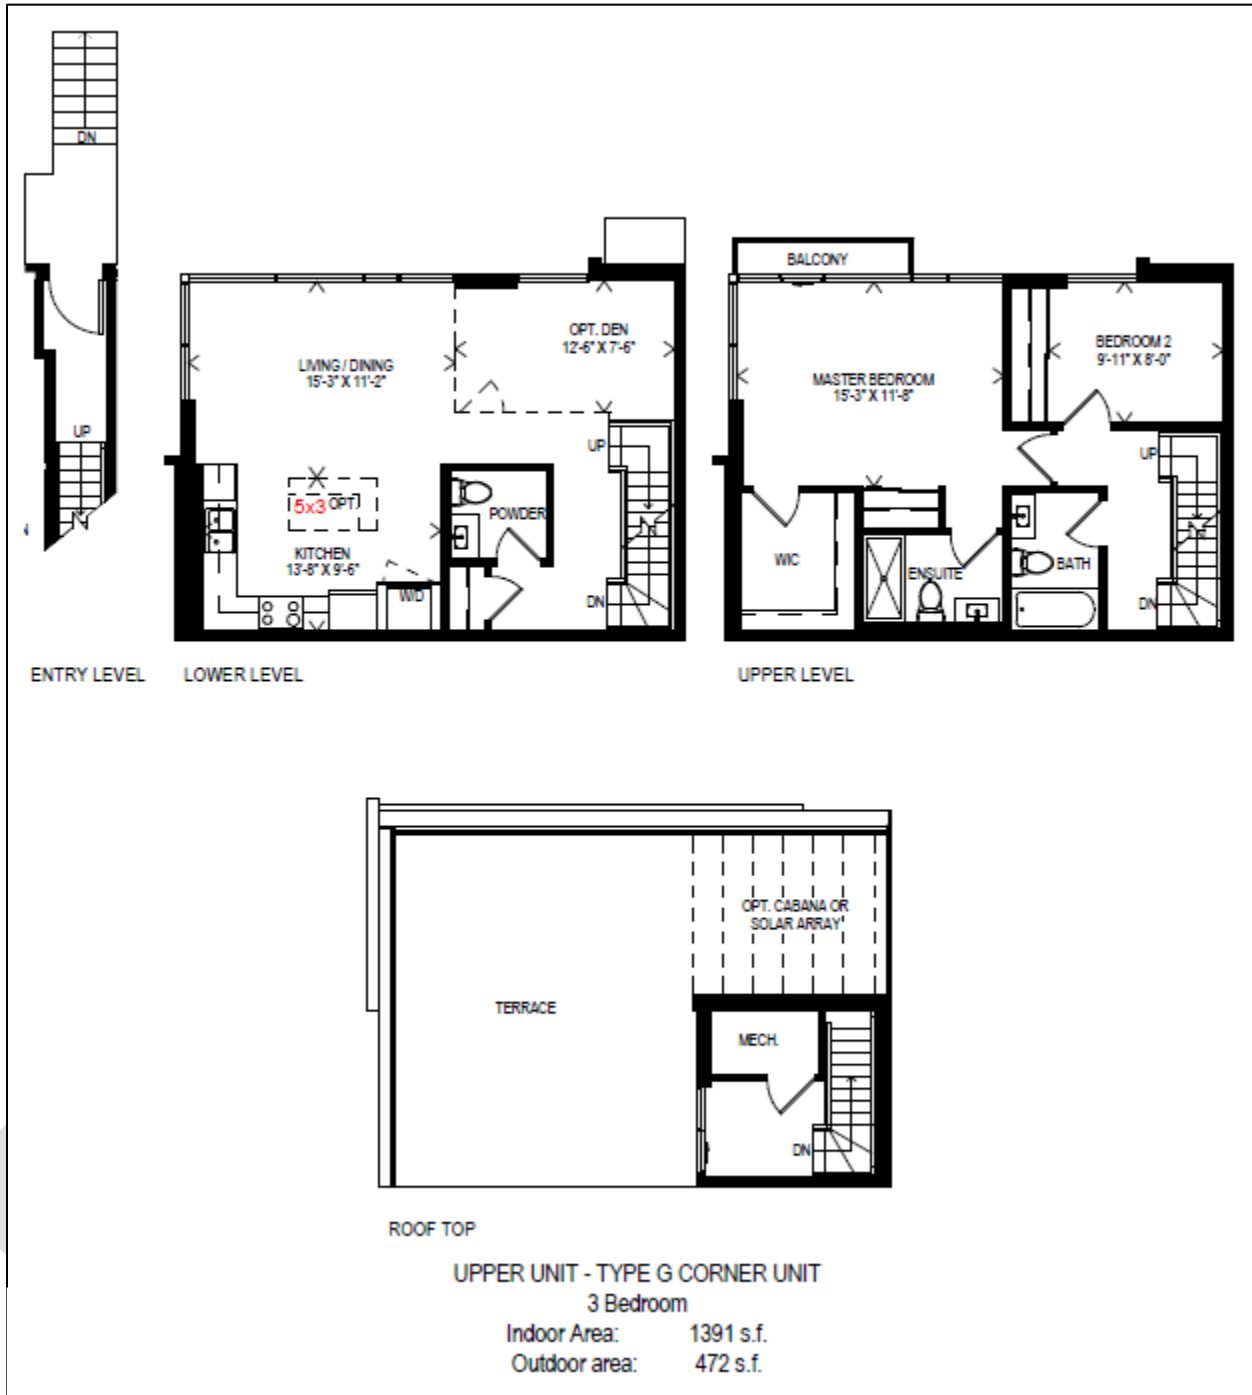 DN
UP
ENTRY LEVEL
LIVING / DINING
15'-3" X 11'-2"
OPT. DEN
12'-6" X 7'-6"
UP
5x3 OPT.
POWDER
KITCHEN
13'-8" X 9'-6"
W/D
DN
LOWER LEVEL
BALCONY
MASTER BEDROOM
15'-3" X 11'-8"
BEDROOM 2
9'-11" X 8'-0"
UP
WIC
ENSUITE
BATH
DN
UPPER LEVEL
OPT. CABANA OR
SOLAR ARRAY
TERRACE
MECH.
DN
ROOF TOP
UPPER UNIT - TYPE G CORNER UNIT
3 Bedroom
Indoor Area: 1391 s.f.
Outdoor area: 472 s.f.